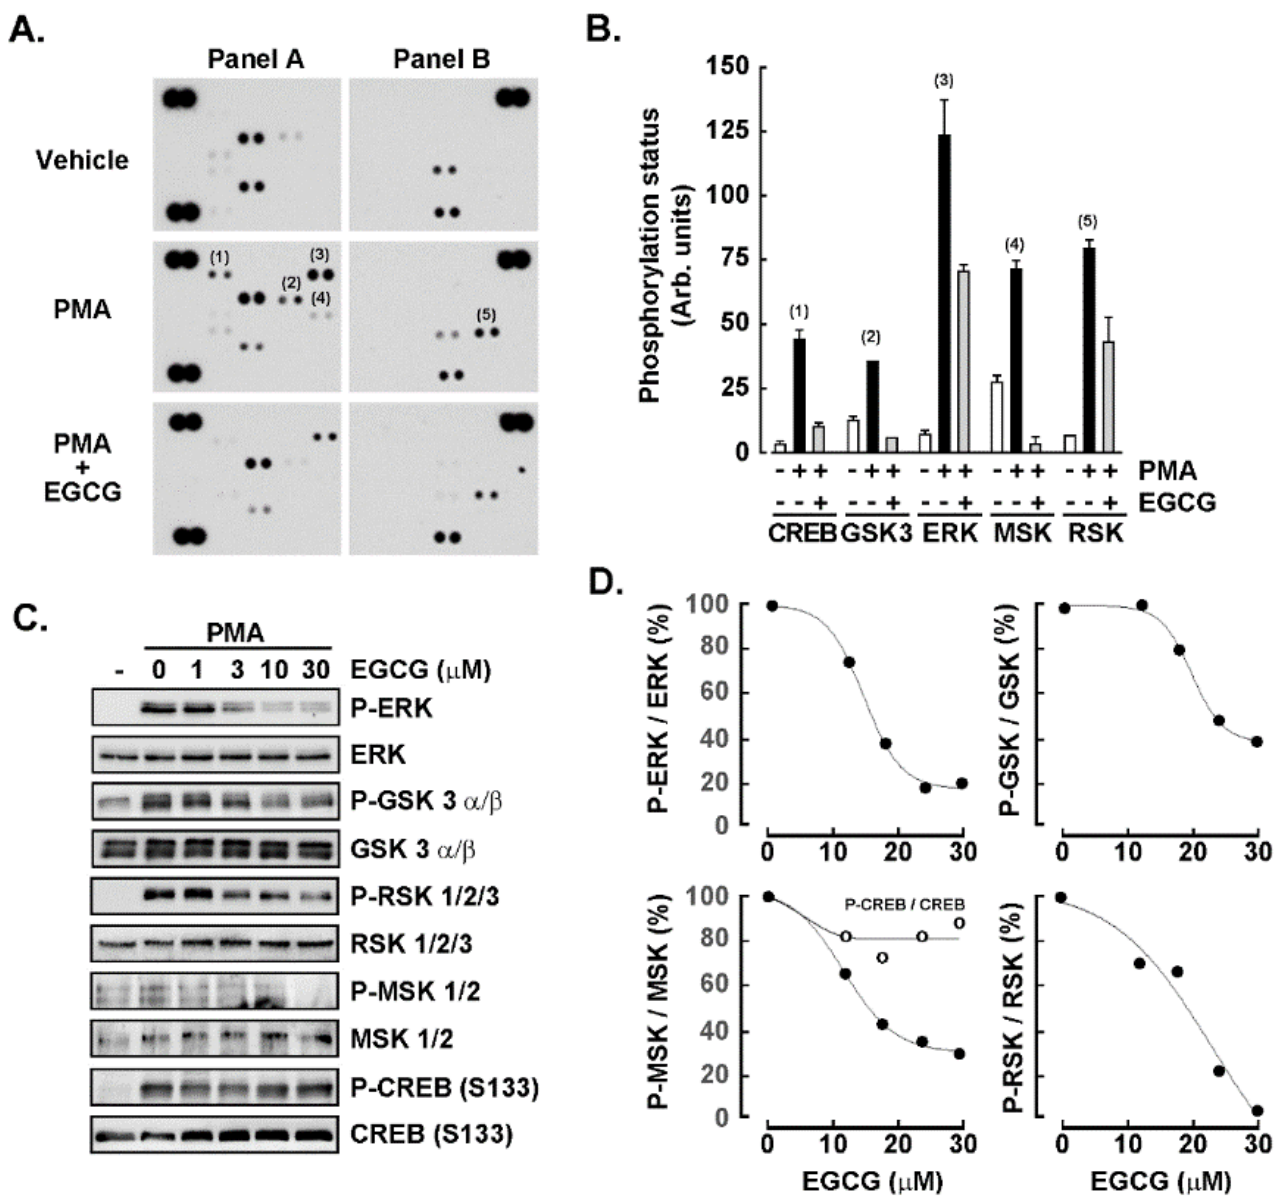 A.
Panel A
Panel B
Vehicle
PMA
(1)
(2)
(3)
(4)
(5)
PMA
+
EGCG
B.
Phosphorylation status
(Arb. units)
150
125
100
75
50
25
0
(1)
(2)
(3)
(4)
(5)
- + + - + + - + + - + + - + + PMA
- - + - - + - - + - - + - - + EGCG
CREB GSK3 ERK MSK RSK
C.
PMA
- 0 1 3 10 30 EGCG (μM)
P-ERK
ERK
P-GSK 3 α/β
GSK 3 α/β
P-RSK 1/2/3
RSK 1/2/3
P-MSK 1/2
MSK 1/2
P-CREB (S133)
CREB (S133)
D.
P-ERK / ERK (%)
100
80
60
40
20
0
0 10 20 30
P-GSK / GSK (%)
0 10 20 30
P-MSK / MSK (%)
100
80
60
40
20
0
P-CREB / CREB
0 10 20 30
EGCG (μM)
P-RSK / RSK (%)
0 10 20 30
EGCG (μM)